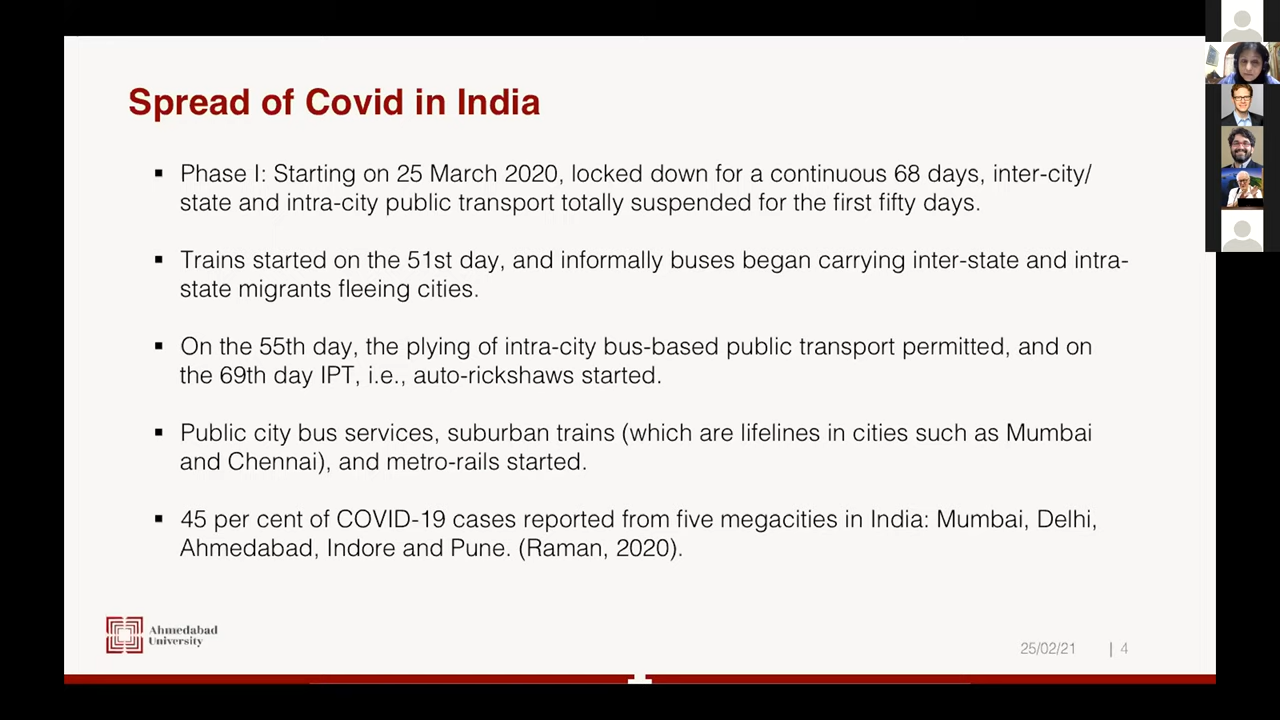 Spread of Covid in India
▪ Phase I: Starting on 25 March 2020, locked down for a continuous 68 days, inter-city/
state and intra-city public transport totally suspended for the first fifty days.
▪ Trains started on the 51st day, and informally buses began carrying inter-state and intra-
state migrants fleeing cities.
▪ On the 55th day, the plying of intra-city bus-based public transport permitted, and on
the 69th day IPT, i.e., auto-rickshaws started.
▪ Public city bus services, suburban trains (which are lifelines in cities such as Mumbai
and Chennai), and metro-rails started.
▪ 45 per cent of COVID-19 cases reported from five megacities in India: Mumbai, Delhi,
Ahmedabad, Indore and Pune. (Raman, 2020).
Ahmedabad
University
25/02/21 | 4